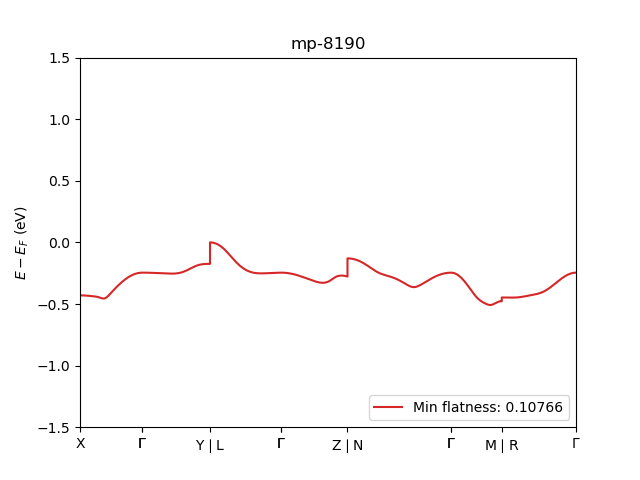 mp-8190
E − E_F (eV)
1.5
1.0
0.5
0.0
−0.5
−1.0
−1.5
Min flatness: 0.10766
X Γ Y | L Γ Z | N Γ M | R Γ